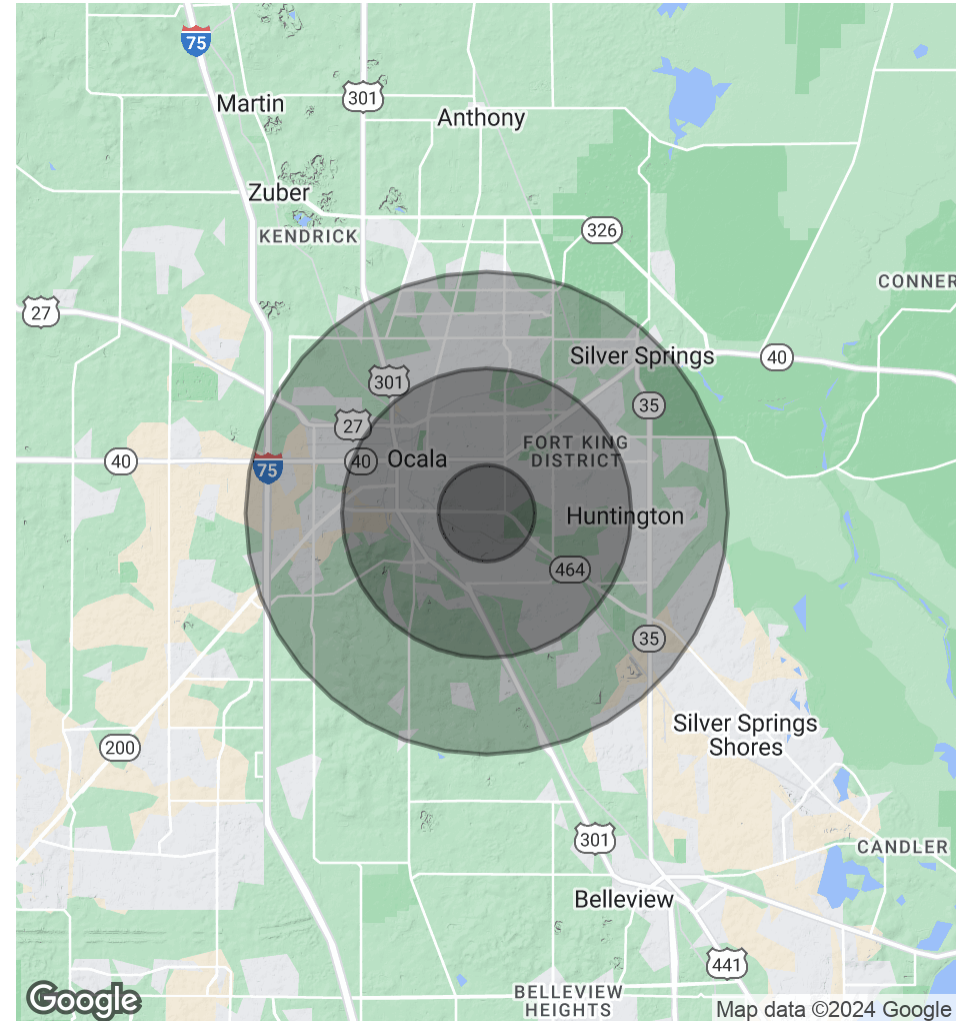 75
Martin
301
Anthony
Zuber
KENDRICK
326
CONNER
27
Silver Springs
40
301
35
27
FORT KING
DISTRICT
40
75
40
Ocala
Huntington
464
35
Silver Springs
Shores
200
301
CANDLER
Belleview
441
BELLEVIEW
HEIGHTS
Google
Map data ©2024 Google